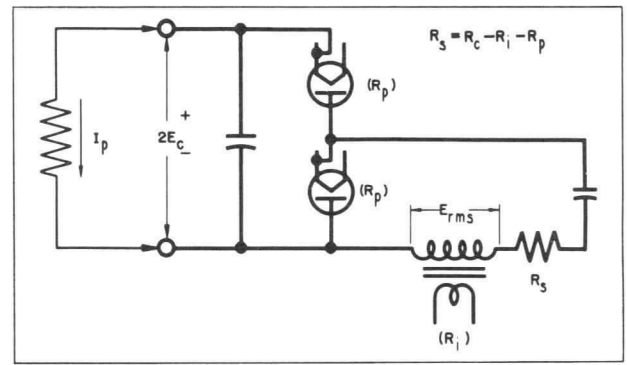 R_s = R_c − R_i − R_p
(R_p)
I_p
+
2E_c
−
(R_p)
E_rms
R_s
(R_i)